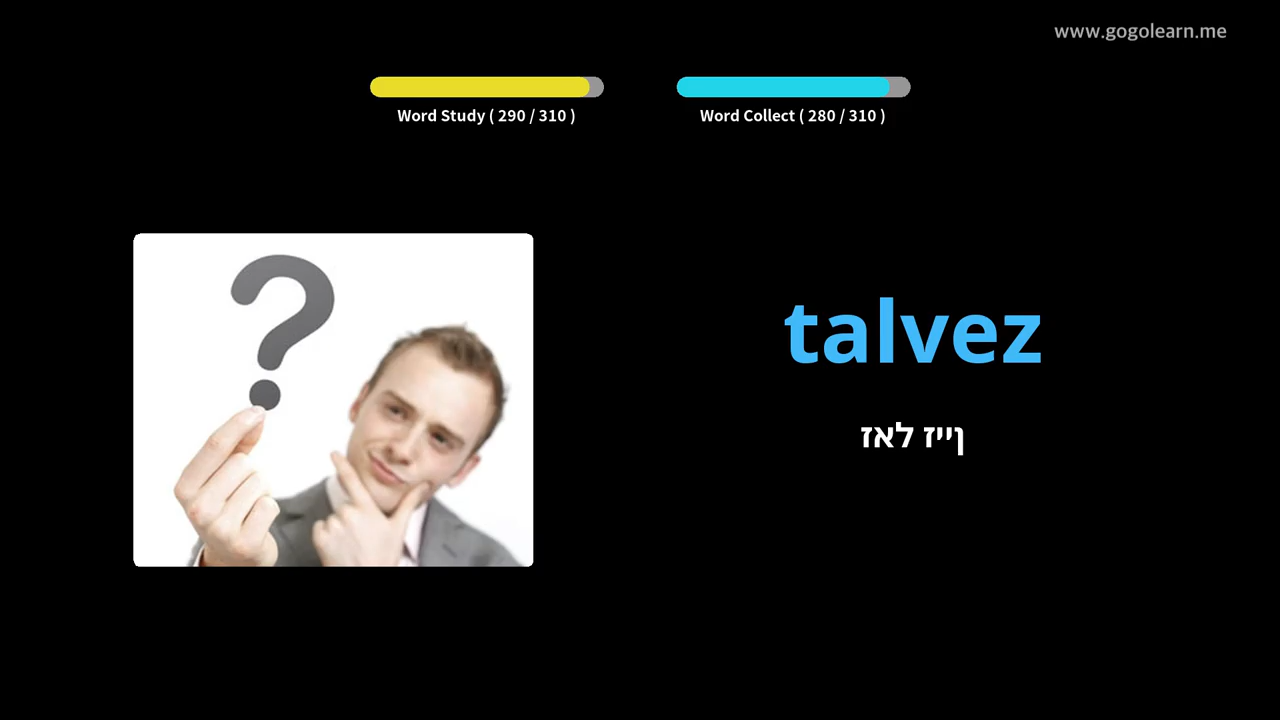 www.gogolearn.me
Word Study ( 290 / 310 )
Word Collect ( 280 / 310 )
talvez
ןייז לאז